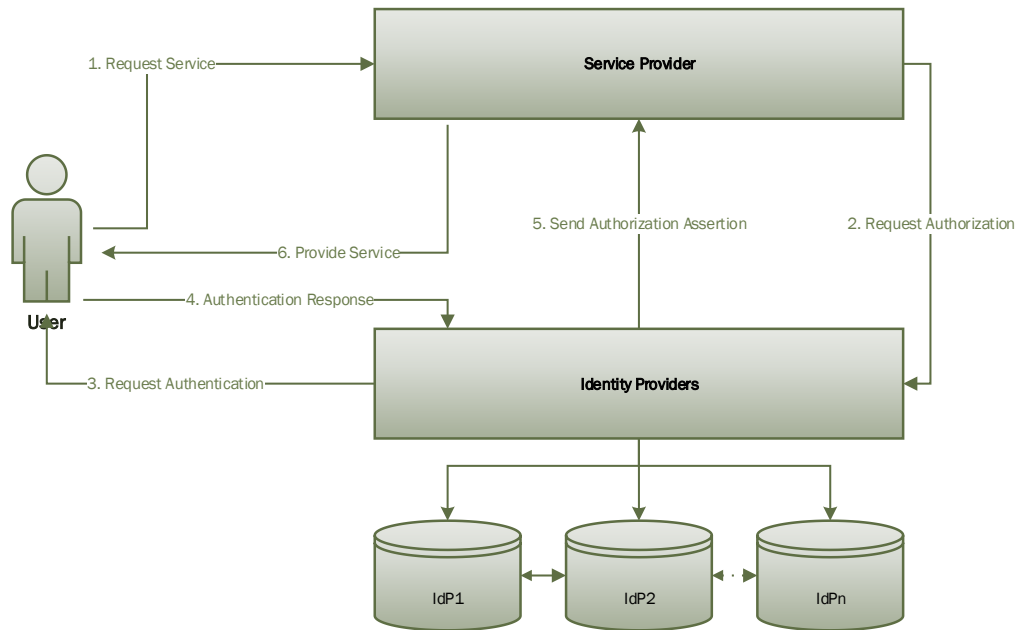 1. Request Service
Service Provider
5. Send Authorization Assertion
2. Request Authorization
6. Provide Service
4. Authentication Response
User
3. Request Authentication
Identity Providers
IdP1
IdP2
IdPn